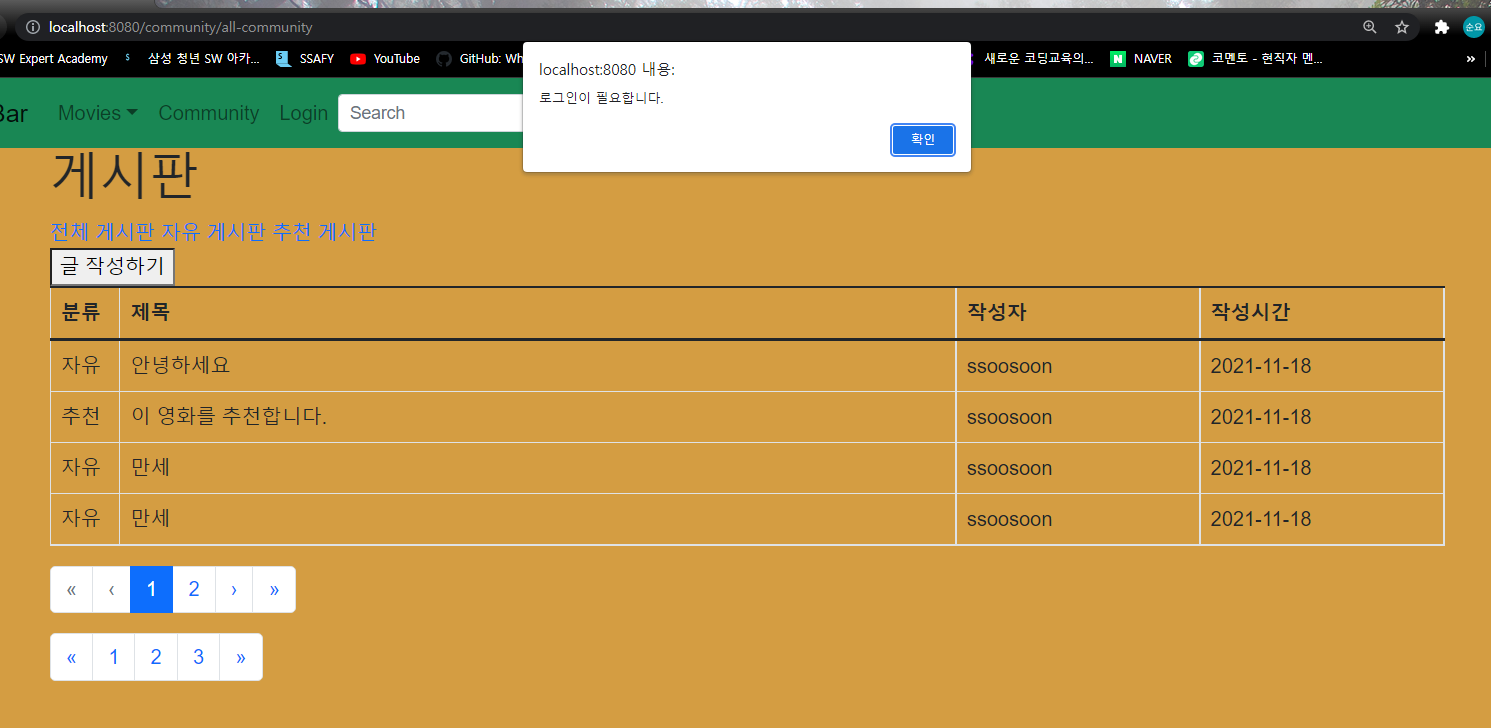 localhost:8080/community/all-community
순요
SW Expert Academy 삼성 청년 SW 아카... SSAFY YouTube GitHub: Wh 새로운 코딩교육의... NAVER 코멘토 - 현직자 멘... »
localhost:8080 내용:
로그인이 필요합니다.
확인
Bar Movies Community Login Search
게시판
전체 게시판 자유 게시판 추천 게시판
글 작성하기
분류 제목 작성자 작성시간
자유 안녕하세요 ssoosoon 2021-11-18
추천 이 영화를 추천합니다. ssoosoon 2021-11-18
자유 만세 ssoosoon 2021-11-18
자유 만세 ssoosoon 2021-11-18
« ‹ 1 2 › »
« 1 2 3 »